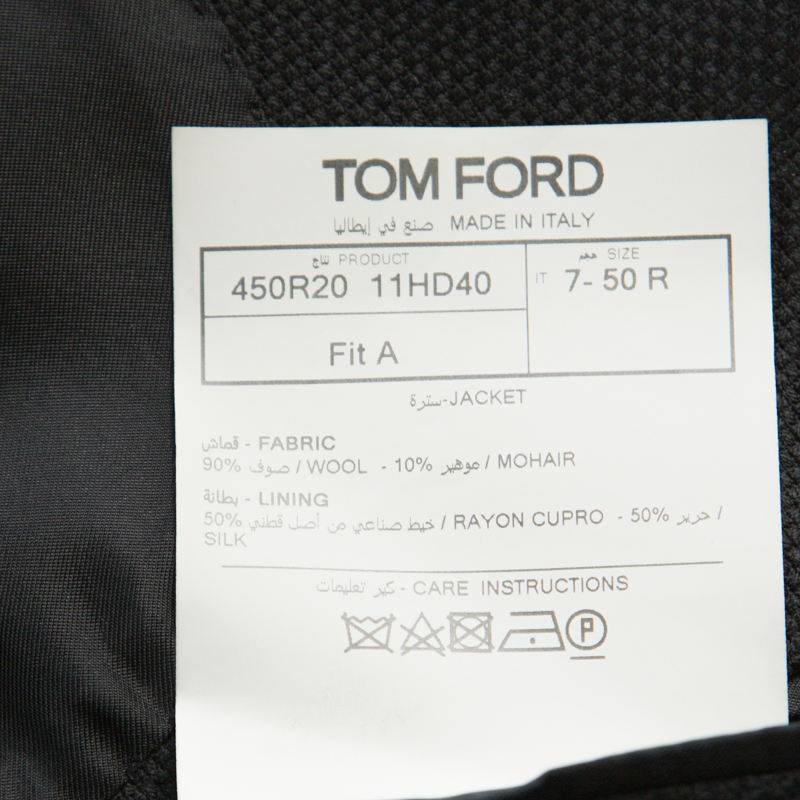 TOM FORD
صنع في إيطاليا MADE IN ITALY
نتاج PRODUCT
450R20 11HD40
حجم SIZE
IT 7- 50 R
Fit A
سترة-JACKET
قماش - FABRIC
90% صوف / WOOL - 10% موهير / MOHAIR
بطانة - LINING
50% خيط صناعي من أصل قطني / RAYON CUPRO - 50% حرير /
SILK
كير تعليمات - CARE INSTRUCTIONS
P